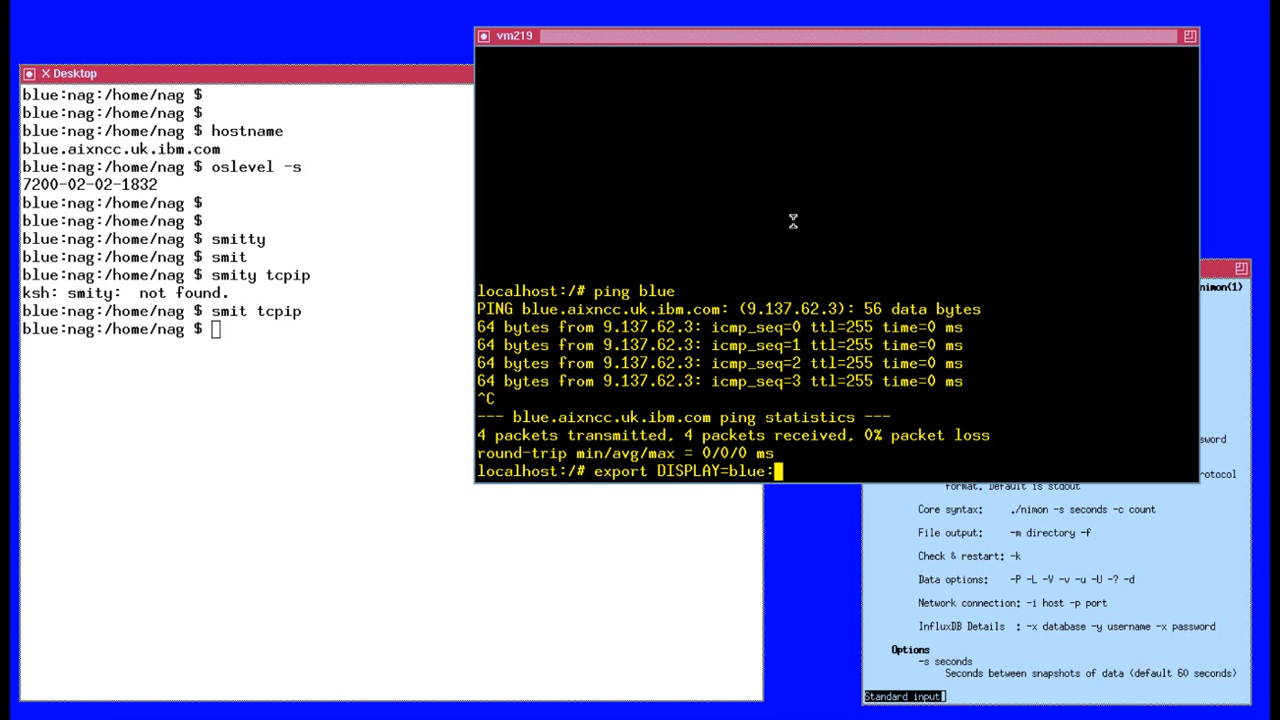 X Desktop
blue:nag:/home/nag $
blue:nag:/home/nag $
blue:nag:/home/nag $ hostname
blue.aixncc.uk.ibm.com
blue:nag:/home/nag $ oslevel -s
7200-02-02-1832
blue:nag:/home/nag $
blue:nag:/home/nag $
blue:nag:/home/nag $ smitty
blue:nag:/home/nag $ smit
blue:nag:/home/nag $ smity tcpip
ksh: smity:  not found.
blue:nag:/home/nag $ smit tcpip
blue:nag:/home/nag $
vm219
localhost:/# ping blue
PING blue.aixncc.uk.ibm.com: (9.137.62.3): 56 data bytes
64 bytes from 9.137.62.3: icmp_seq=0 ttl=255 time=0 ms
64 bytes from 9.137.62.3: icmp_seq=1 ttl=255 time=0 ms
64 bytes from 9.137.62.3: icmp_seq=2 ttl=255 time=0 ms
64 bytes from 9.137.62.3: icmp_seq=3 ttl=255 time=0 ms
^C
--- blue.aixncc.uk.ibm.com ping statistics ---
4 packets transmitted, 4 packets received, 0% packet loss
round-trip min/avg/max = 0/0/0 ms
localhost:/# export DISPLAY=blue:
nimon(1)
format. Default is stdout
Core syntax: ./nimon -s seconds -c count
File output: -m directory -f
Check & restart: -k
Data options: -P -L -V -v -u -U -? -d
Network connection: -i host -p port
InfluxDB Details : -x database -y username -x password
Options
-s seconds
Seconds between snapshots of data (default 60 seconds)
Standard input